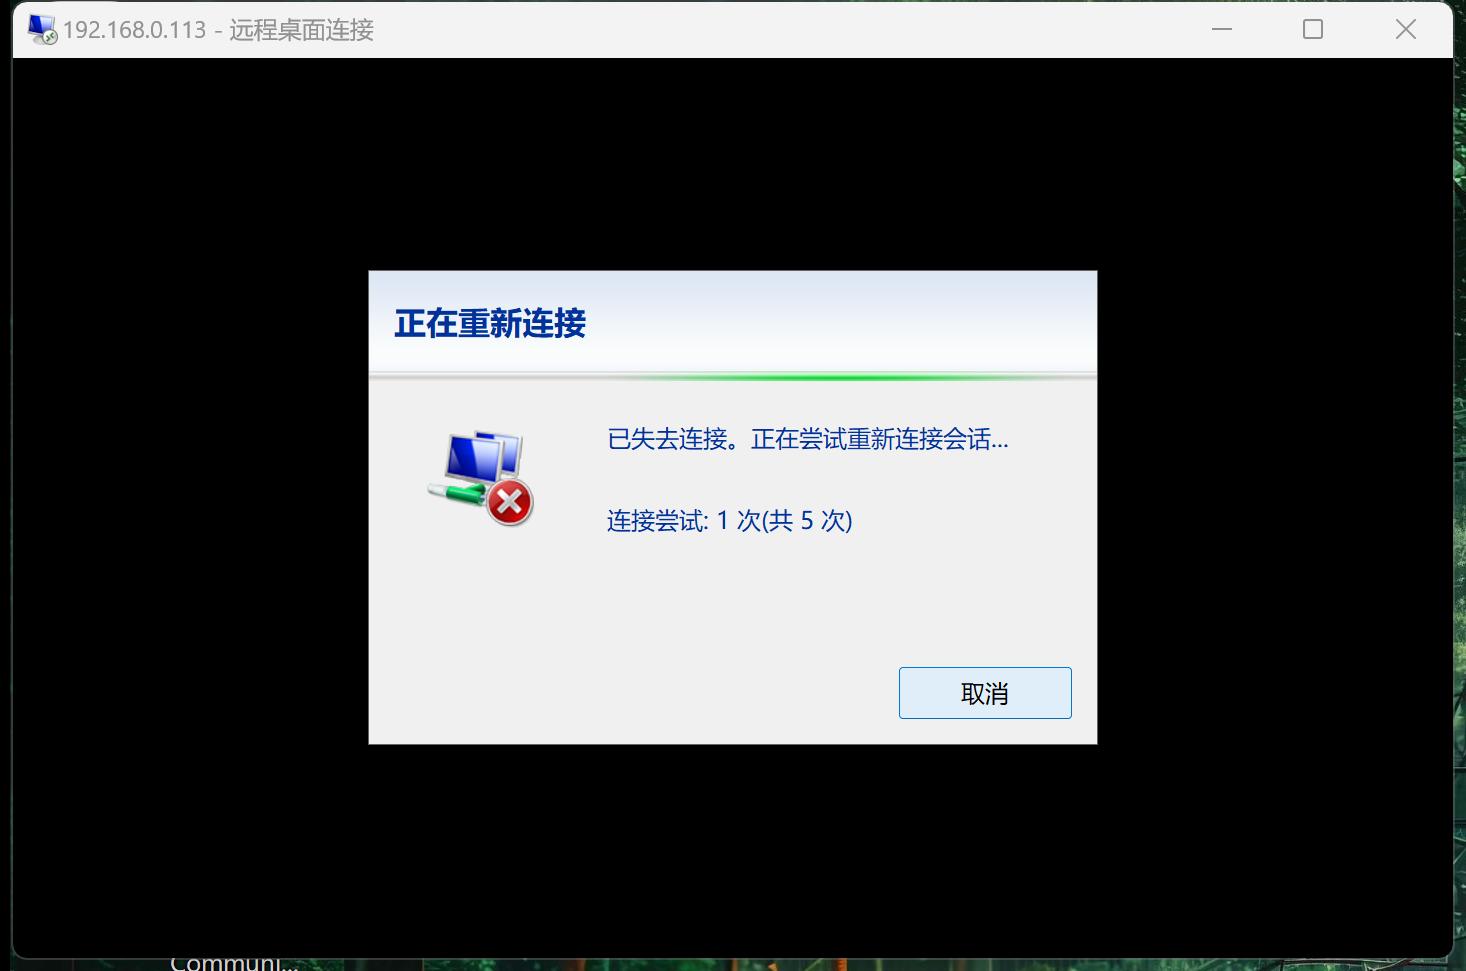 192.168.0.113 - 远程桌面连接
正在重新连接
已失去连接。正在尝试重新连接会话...
连接尝试: 1 次(共 5 次)
取消
Communi...